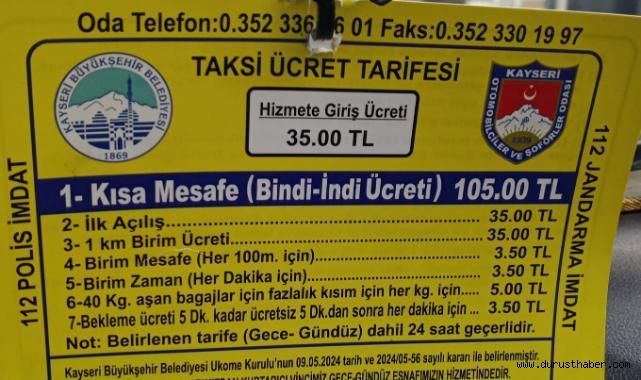 Oda Telefon:0.352 336 6 01 Faks:0.352 330 19 97
TAKSİ ÜCRET TARİFESİ
KAYSERİ BÜYÜKŞEHİR BELEDİYESİ
1869
Hizmete Giriş Ücreti
35.00 TL
KAYSERİ
OTOMOBİLCİLER VE ŞOFÖRLER ODASI
1- Kısa Mesafe (Bindi-İndi Ücreti) 105.00 TL
2- İlk Açılış............ 35.00 TL
3- 1 km Birim Ücreti............ 35.00 TL
4- Birim Mesafe (Her 100m. için)............ 3.50 TL
5-Birim Zaman (Her Dakika için)............ 3.50 TL
6-40 Kg. aşan bagajlar için fazlalık kısım için her kg. için..... 5.00 TL
7-Bekleme ücreti 5 Dk. kadar ücretsiz 5 Dk.dan sonra her dakika için ... 3.50 TL
Not: Belirlenen tarife (Gece- Gündüz) dahil 24 saat geçerlidir.
Kayseri Büyükşehir Belediyesi Ukome Kurulu'nun 09.05.2024 tarih ve 2024/05-56 sayılı kararı ile belirlenmiştir.
KURTARICI VİNCİMİZ GECE-GÜNDÜZ ESNAFIMIZIN HİZMETİNDEDİR.
112 POLİS İMDAT
112 JANDARMA İMDAT
www.durusthaber.com